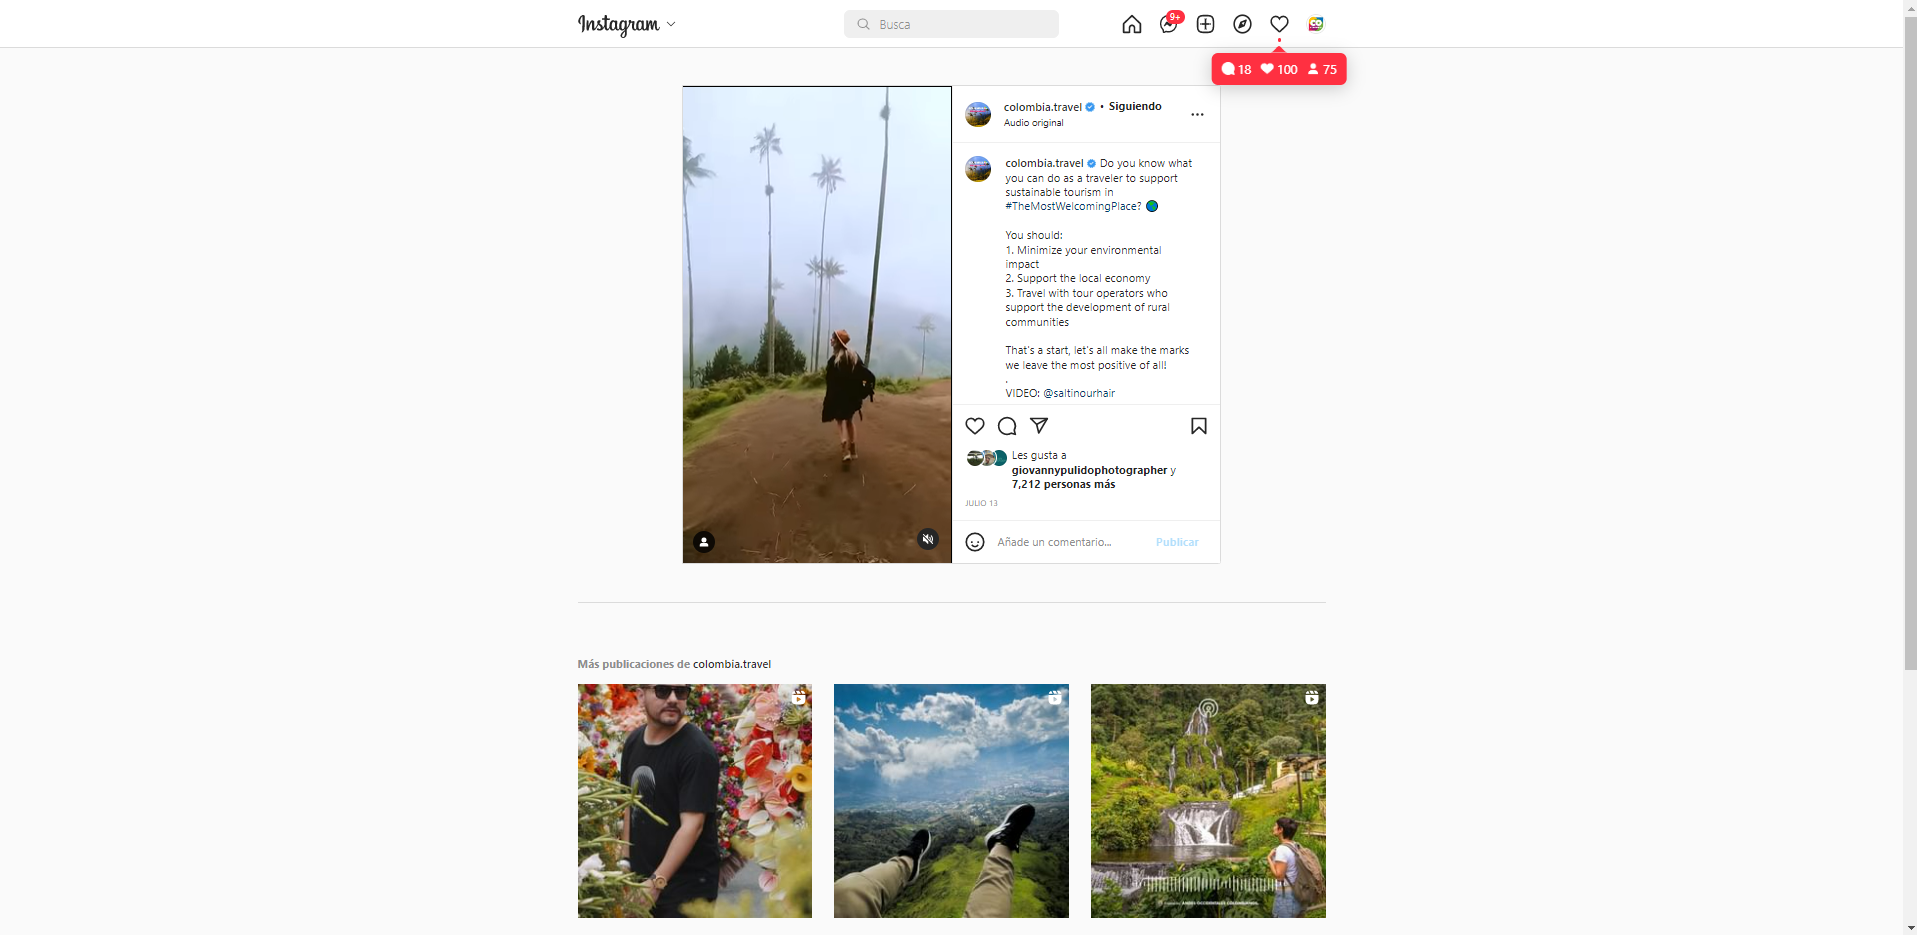 Instagram
Busca
9+
18 100 75
colombia.travel • Siguiendo
Audio original
colombia.travel Do you know what
you can do as a traveler to support
sustainable tourism in
#TheMostWelcomingPlace?
You should:
1. Minimize your environmental
impact
2. Support the local economy
3. Travel with tour operators who
support the development of rural
communities
That's a start, let's all make the marks
we leave the most positive of all!
.
VIDEO: @saltinourhair
Les gusta a
giovannypulidophotographer y
7,212 personas más
JULIO 13
Añade un comentario...
Publicar
Más publicaciones de colombia.travel